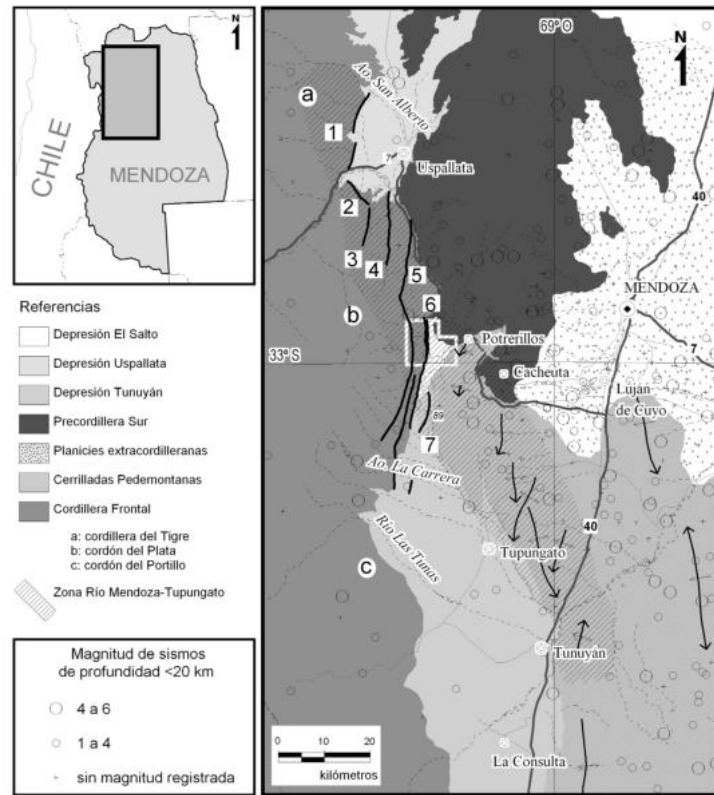 N
CHILE
MENDOZA
Referencias
Depresión El Salto
Depresión Uspallata
Depresión Tunuyán
Precordillera Sur
Planicies extracordilleranas
Cerrilladas Pedemontanas
Cordillera Frontal
a: cordillera del Tigre
b: cordón del Plata
c: cordón del Portillo
Zona Río Mendoza-Tupungato
Magnitud de sismos
de profundidad <20 km
4 a 6
1 a 4
sin magnitud registrada
69º O
N
a
Ao. San Alberto
1
7
Uspallata
40
2
3
4
5
6
MENDOZA
b
Potrerillos
7
33º S
Cacheuta
Lujan
de Cuyo
89
7
Ao. La Carrera
Río Las Tunas
40
c
Tupungato
Tunuyán
0
10
20
kilómetros
La Consulta